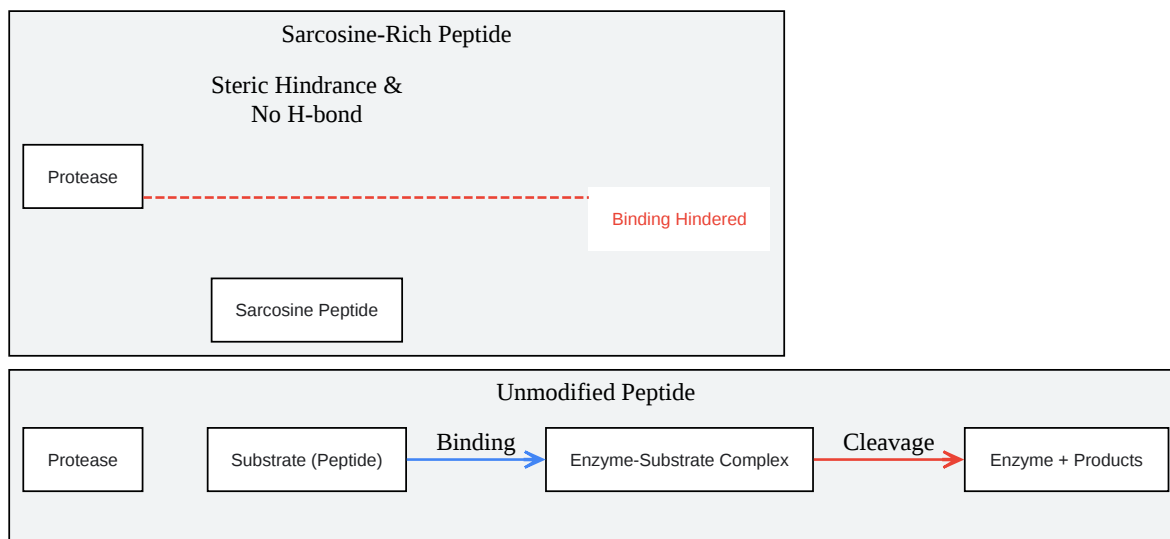 Sarcosine-Rich Peptide
Steric Hindrance &
No H-bond
Protease
Binding Hindered
Sarcosine Peptide
Unmodified Peptide
Protease
Substrate (Peptide)
Binding
Enzyme-Substrate Complex
Cleavage
Enzyme + Products